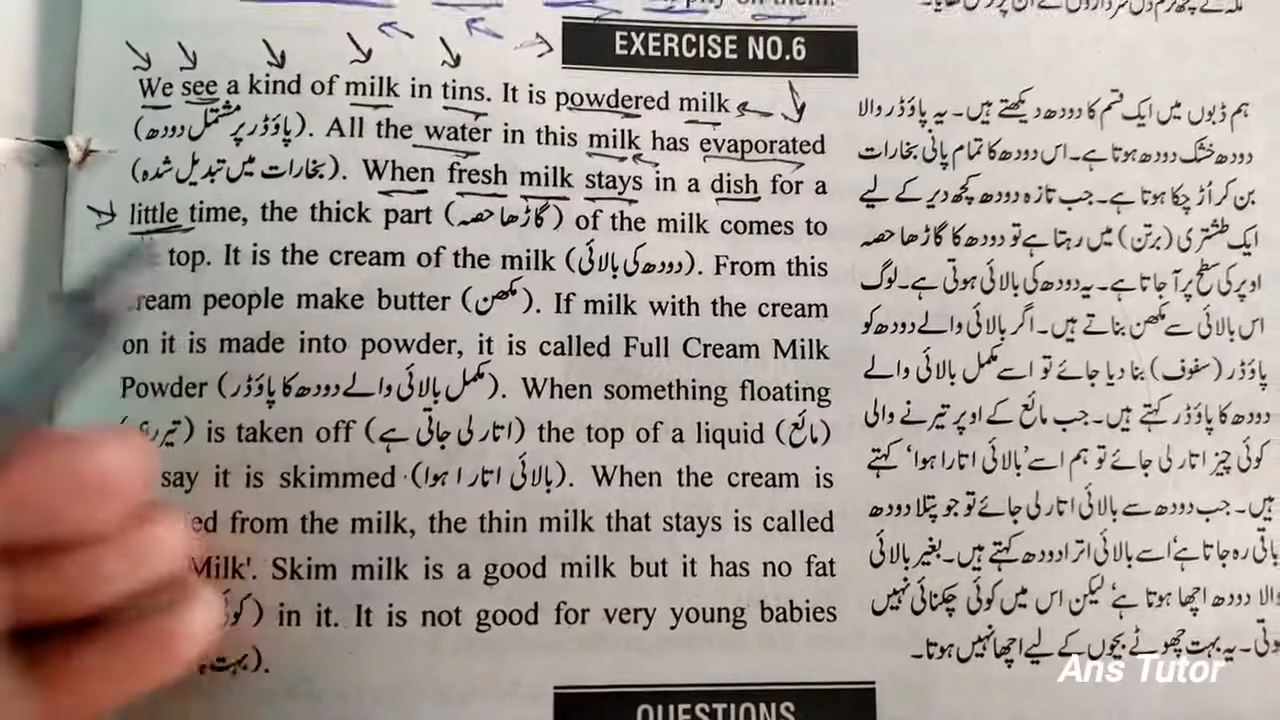 on them.
EXERCISE NO.6
We see a kind of milk in tins. It is powdered milk
(پاؤڈر پر مشتمل دودھ). All the water in this milk has evaporated
(بخارات میں تبدیل شدہ). When fresh milk stays in a dish for a
little time, the thick part (گاڑھا حصہ) of the milk comes to
top. It is the cream of the milk (دودھ کی بالائی). From this
ream people make butter (مکھن). If milk with the cream
on it is made into powder, it is called Full Cream Milk
Powder (مکمل بالائی والے دودھ کا پاؤڈر). When something floating
is taken off (اتار لی جاتی ہے) the top of a liquid (مائع)
say it is skimmed (بالائی اتارا ہوا). When the cream is
ed from the milk, the thin milk that stays is called
Milk'. Skim milk is a good milk but it has no fat
in it. It is not good for very young babies
(بہت).
ہم ڈبوں میں ایک قسم کا دودھ دیکھتے ہیں۔ یہ پاؤڈر والا
دودھ خشک دودھ ہوتا ہے۔ اس دودھ کا تمام پانی بخارات
بن کر اُڑ چکا ہوتا ہے۔ جب تازہ دودھ کچھ دیر کے لیے
ایک طشتری (برتن) میں رہتا ہے تو دودھ کا گاڑھا حصہ
اوپر کی سطح پر آ جاتا ہے۔ یہ دودھ کی بالائی ہوتی ہے۔ لوگ
اس بالائی سے مکھن بناتے ہیں۔ اگر بالائی والے دودھ کو
پاؤڈر (سفوف) بنا دیا جائے تو اسے مکمل بالائی والے
دودھ کا پاؤڈر کہتے ہیں۔ جب مائع کے اوپر تیرنے والی
کوئی چیز اتار لی جائے تو ہم اسے 'بالائی اتارا ہوا' کہتے
ہیں۔ جب دودھ سے بالائی اتار لی جائے تو جو پتلا دودھ
باقی رہ جاتا ہے اسے بالائی اترا دودھ کہتے ہیں۔ بغیر بالائی
والا دودھ اچھا ہوتا ہے لیکن اس میں کوئی چکنائی نہیں
ہوتی۔ یہ بہت چھوٹے بچوں کے لیے اچھا نہیں ہوتا۔
Ans Tutor
QUESTIONS